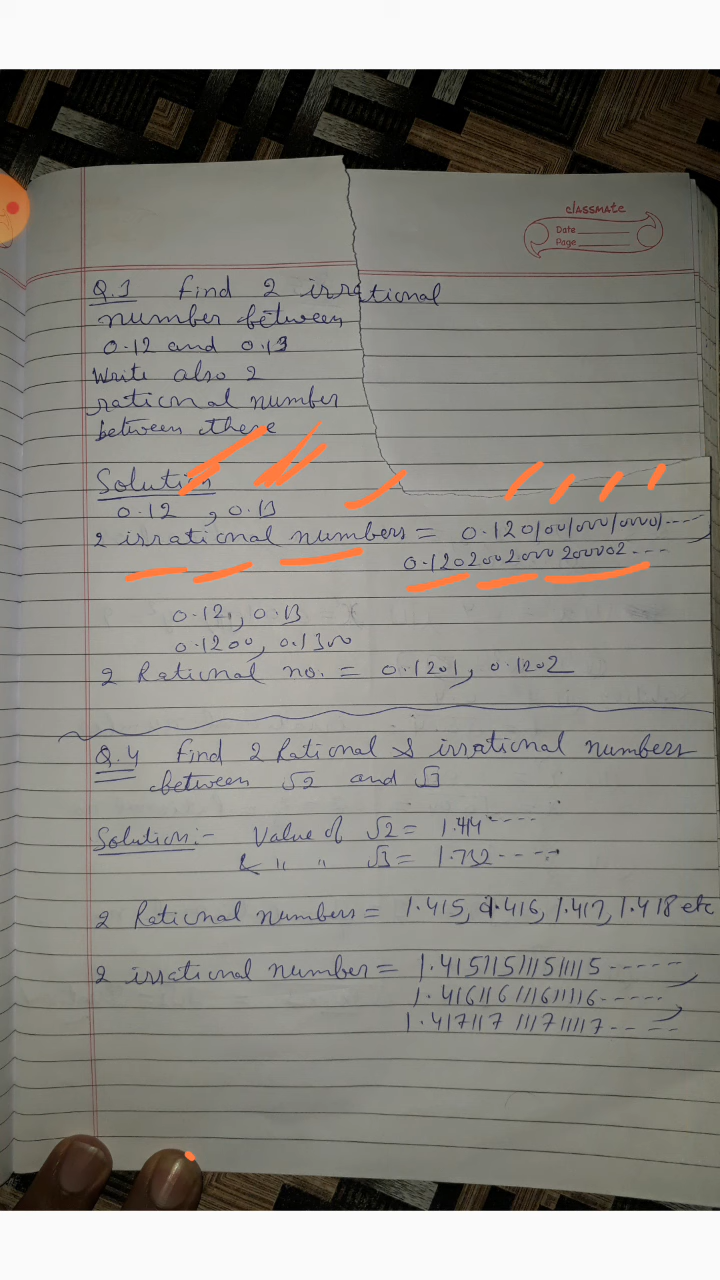 classmate
Date
Page
Q.1 find 2 irrational
number between
0.12 and 0.13
Write also 2
rational number
between these
Solution
0.12 , 0.13
2 irrational numbers = 0.1201001000100001----
0.1202002000200002---
0.12, 0.13
0.1200, 0.1300
2 Rational no. = 0.1201, 0.1202
Q.4 find 2 Rational & irrational numbers
between √2 and √3
Solution:- Value of √2 = 1.414----
& " " √3 = 1.732----
2 Rational numbers = 1.415, 1.416, 1.417, 1.418 etc
2 irrational number = 1.415115111511115-----
1.416116111611116-----
1.41711711171111 7-----